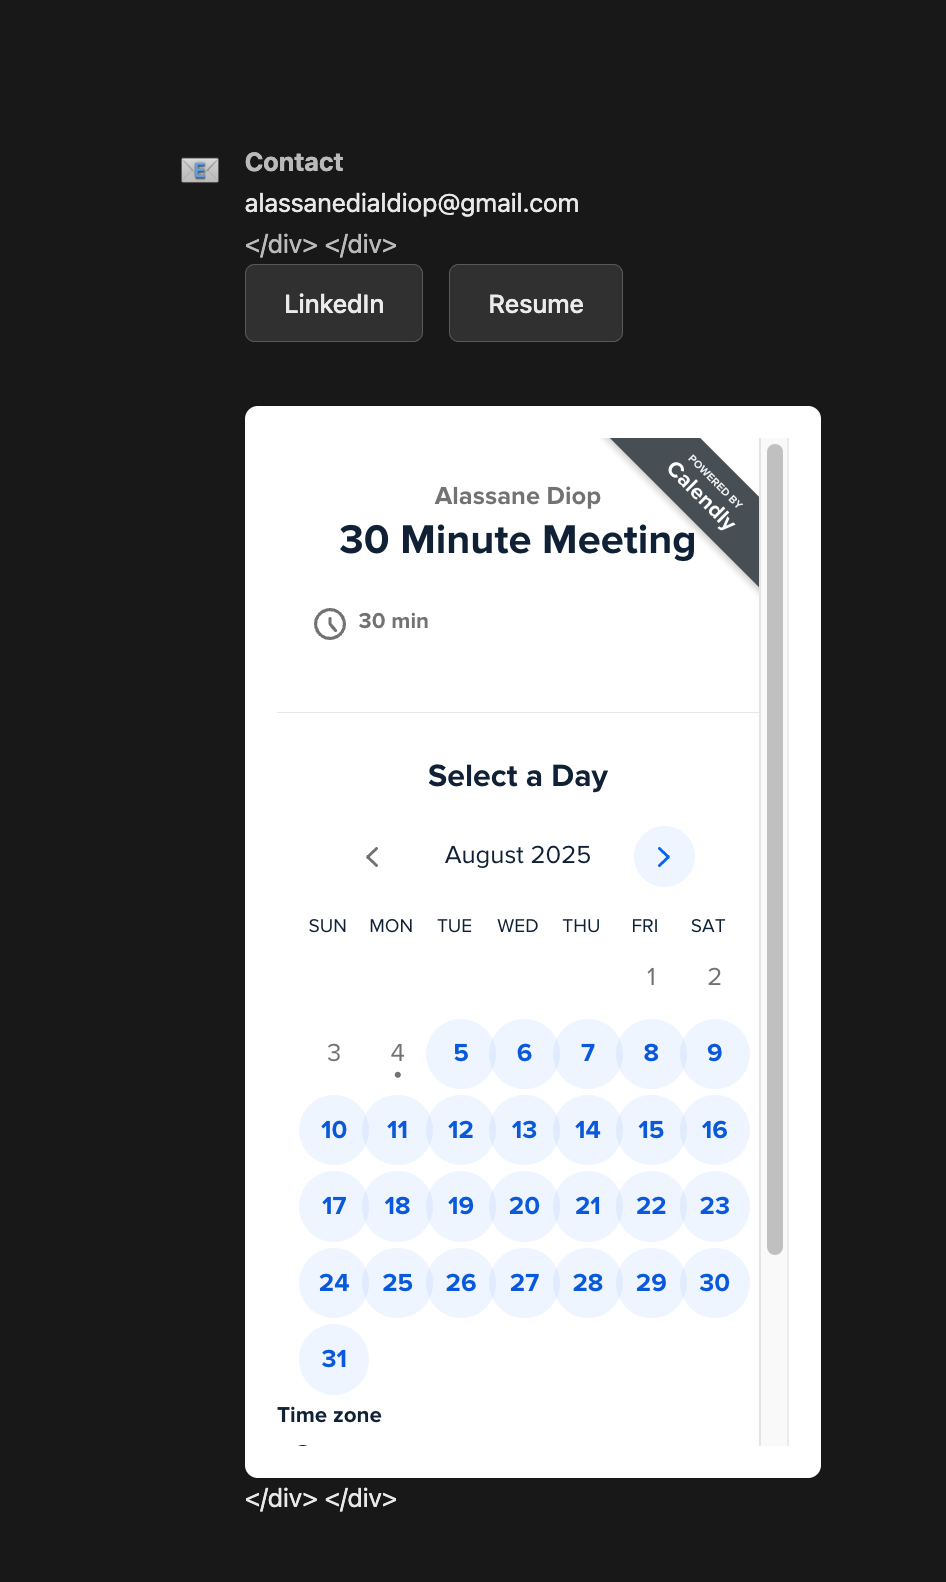 Contact
alassanedialdiop@gmail.com
</div> </div>
LinkedIn Resume
POWERED BY
Calendly
Alassane Diop
30 Minute Meeting
30 min
Select a Day
August 2025
SUN MON TUE WED THU FRI SAT
1 2
3 4 5 6 7 8 9
10 11 12 13 14 15 16
17 18 19 20 21 22 23
24 25 26 27 28 29 30
31
Time zone
</div> </div>